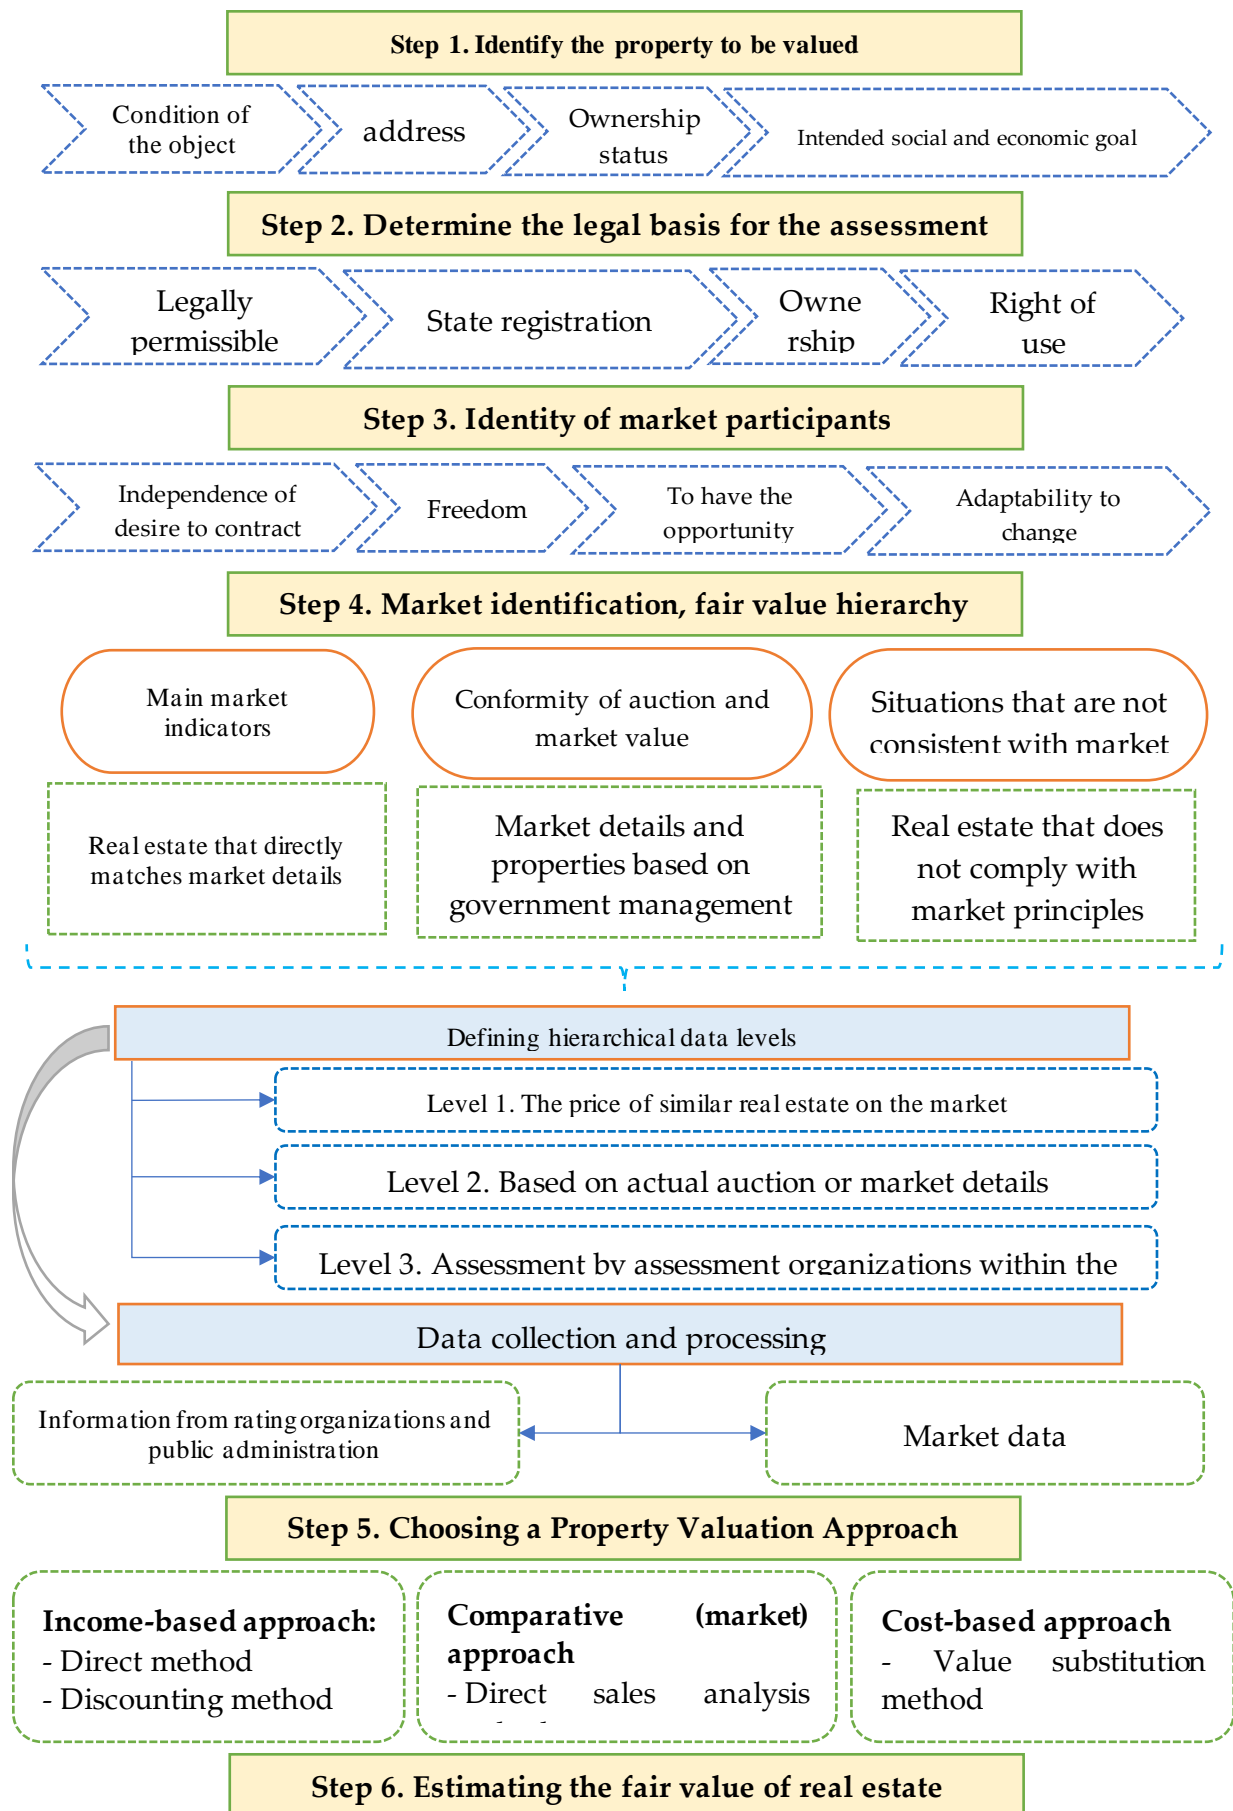 Step 1. Identify the property to be valued
Condition of
the object
address
Ownership
status
Intended social and economic goal
Step 2. Determine the legal basis for the assessment
Legally
permissible
State registration
Owne
rship
Right of
use
Step 3. Identity of market participants
Independence of
desire to contract
Freedom
To have the
opportunity
Adaptability to
change
Step 4. Market identification, fair value hierarchy
Main market
indicators
Conformity of auction and
market value
Situations that are not
consistent with market
Real estate that directly
matches market details
Market details and
properties based on
government management
Real estate that does
not comply with
market principles
Defining hierarchical data levels
Level 1. The price of similar real estate on the market
Level 2. Based on actual auction or market details
Level 3. Assessment by assessment organizations within the
Data collection and processing
Information from rating organizations and
public administration
Market data
Step 5. Choosing a Property Valuation Approach
Income-based approach:
- Direct method
- Discounting method
Comparative (market)
approach
- Direct sales analysis
Cost-based approach
- Value substitution
method
Step 6. Estimating the fair value of real estate